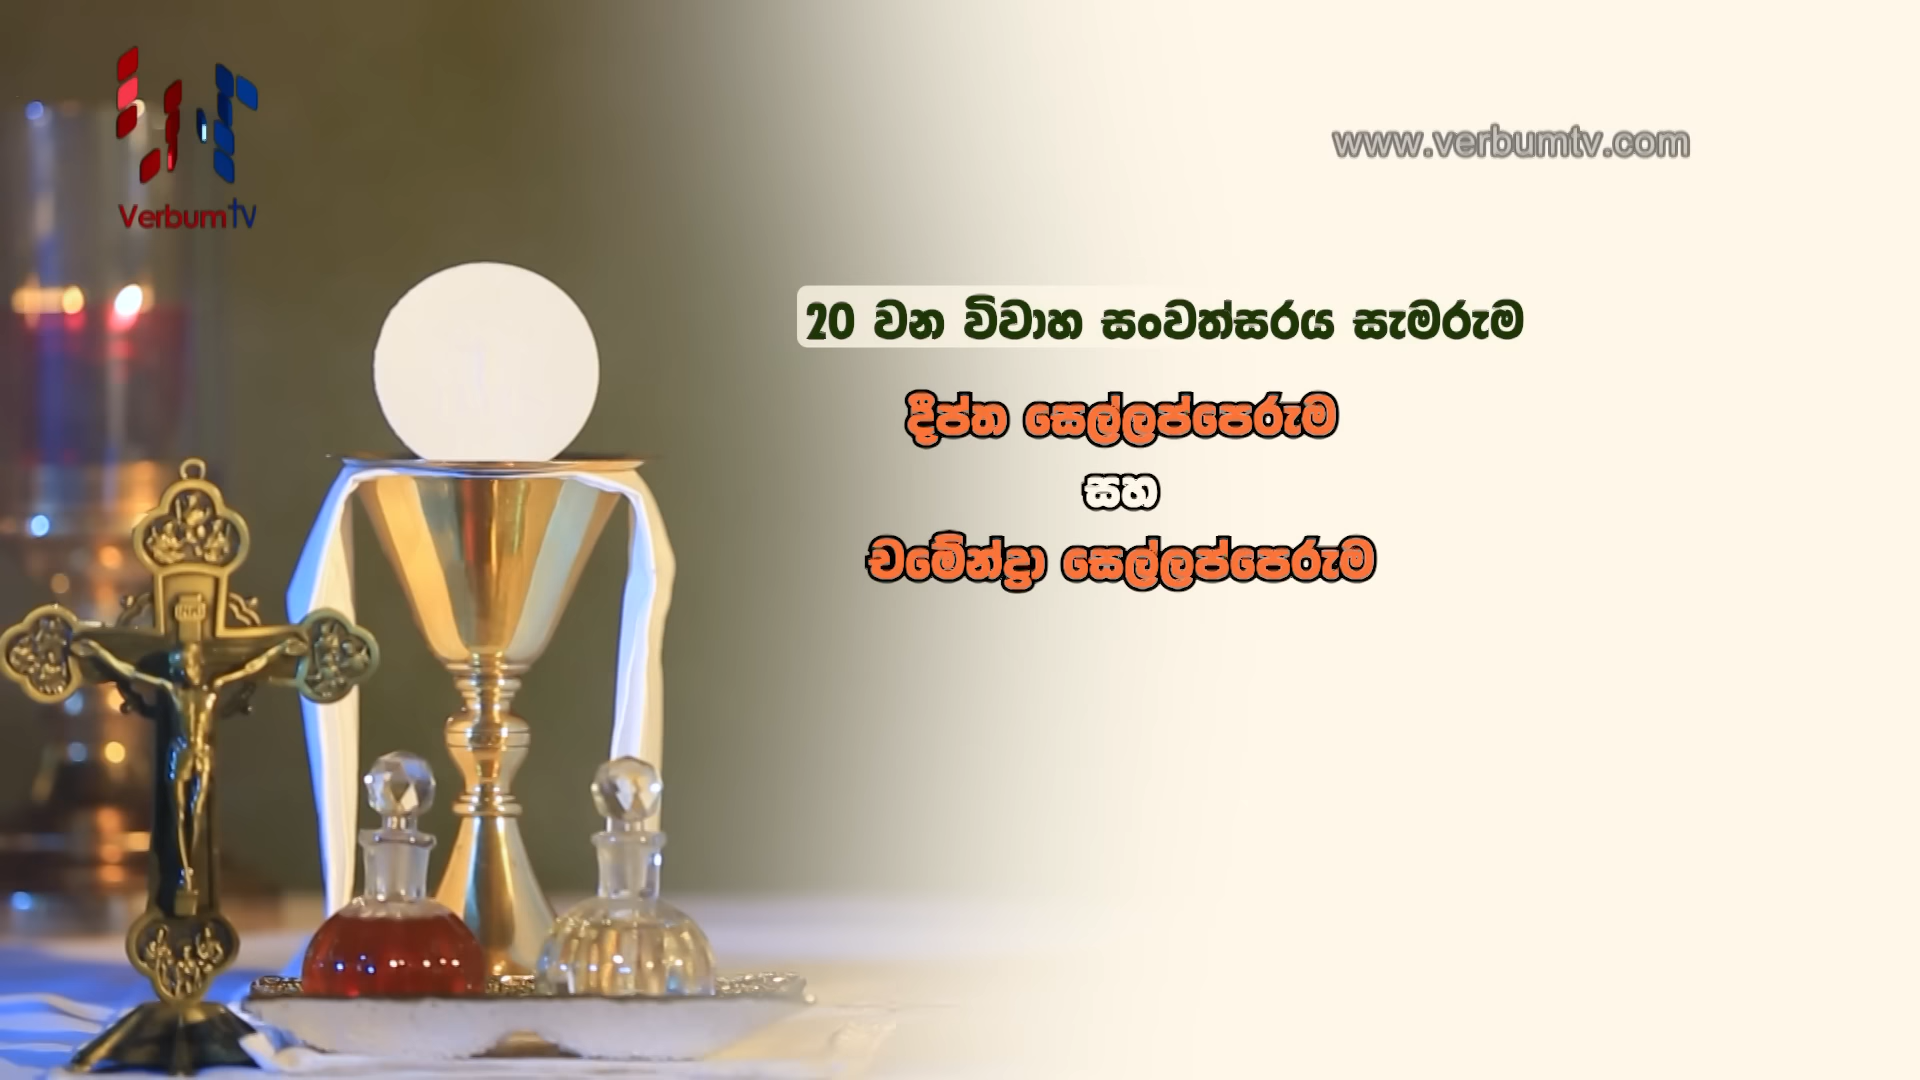 VerbumTV
www.verbumtv.com
20 වන විවාහ සංවත්සරය සැමරුම
දීප්ත සෙල්ලප්පෙරුම
සහ
චමේන්ද්‍රා සෙල්ලප්පෙරුම